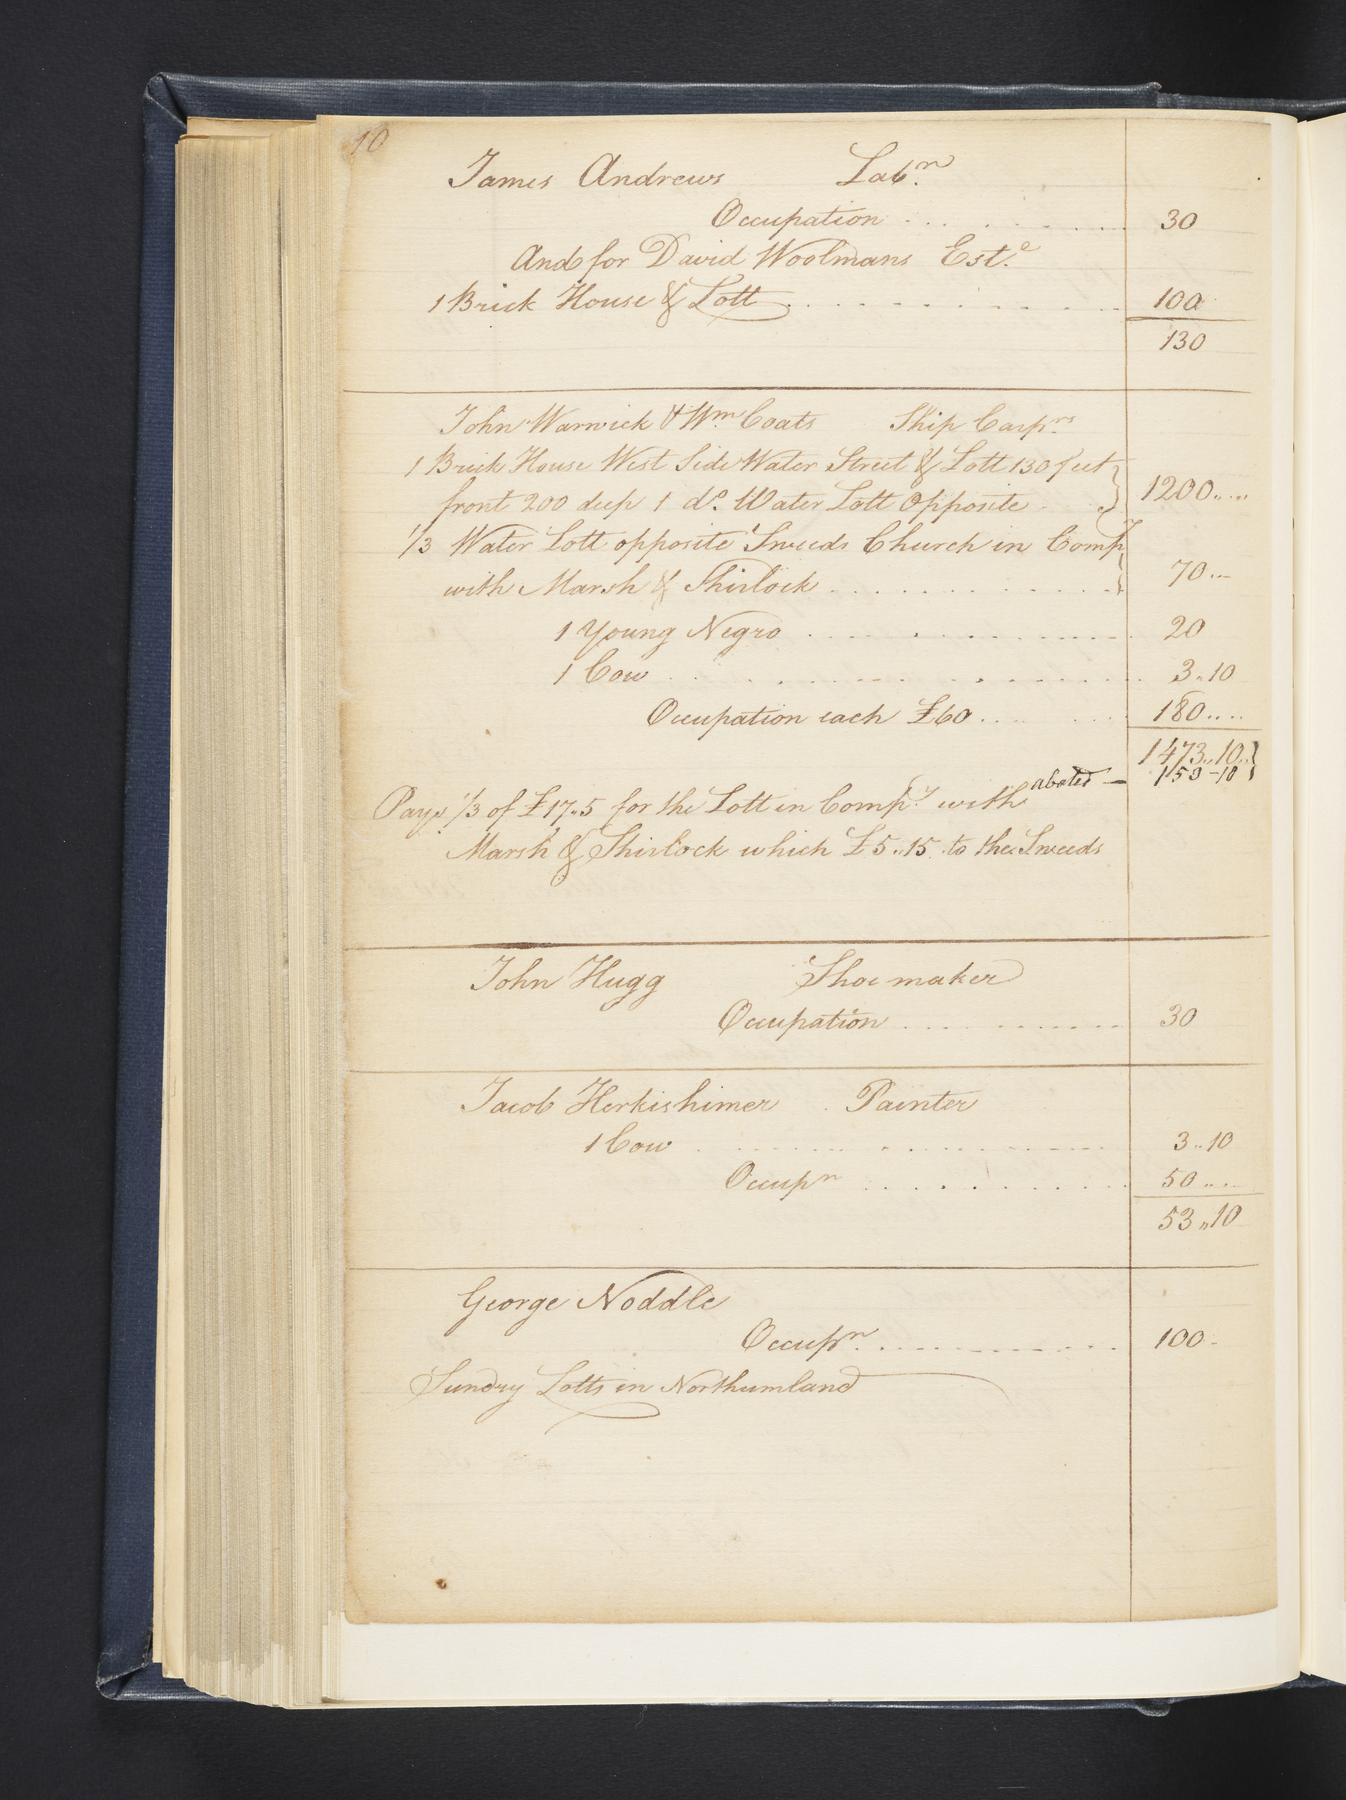 10
James Andrews Labr.
Occupation . . . . . . 30
And for David Woolmans Este.
1 Brick House & Lott . . . . . . 100
130
John Warwick & Wm. Coats Ship Carprs.
1 Brick House West Side Water Street & Lott 130 feet
front 200 deep 1 do. Water Lott Opposite } 1200
1/3 Water Lott opposite Sweeds Church in Compy
with Marsh & Shirlock . . . . . . } 70
1 Young Negro . . . . . . 20
1 Cow . . . . . . 3..10
Occupation each £60 . . . . 180
1473..10
abated — 150-10
Pays 1/3 of £17..5 for the Lott in Compy. with
Marsh & Shirlock which £5..15 to the Sweeds
John Hugg Shoemaker
Occupation . . . . . . 30
Jacob Herkishimer Painter
1 Cow . . . . . . 3..10
Occupn . . . . . . 50
53..10
George Noddle
Occupn. . . . . . . 100
Sundry Lotts in Northumland